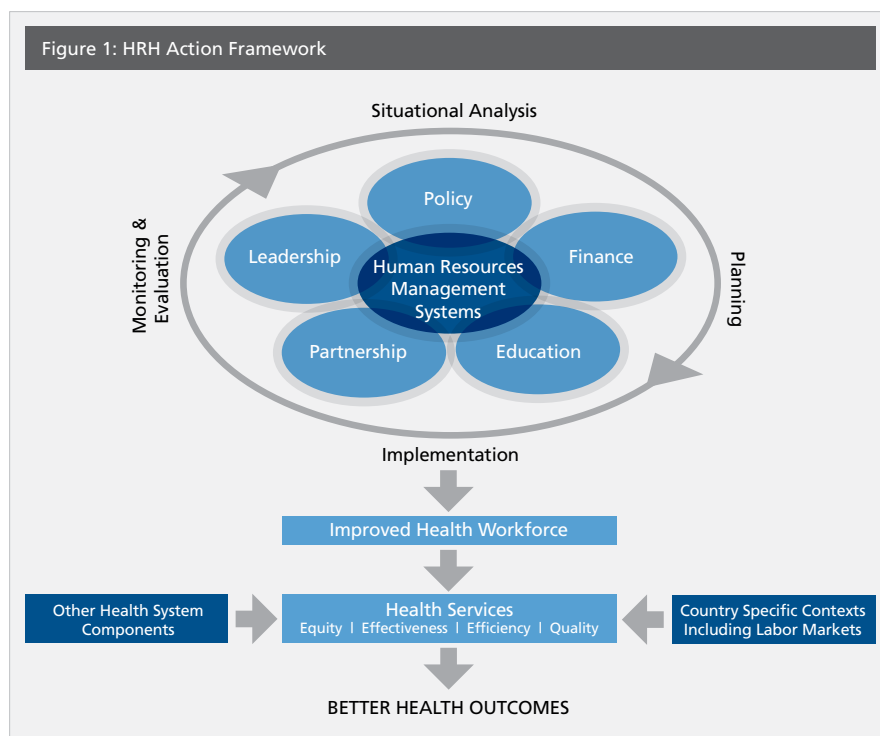 Figure 1: HRH Action Framework
Situational Analysis
Policy
Leadership
Finance
Human Resources
Management
Systems
Monitoring &
Evaluation
Planning
Partnership
Education
Implementation
Improved Health Workforce
Other Health System
Components
Health Services
Equity | Effectiveness | Efficiency | Quality
Country Specific Contexts
Including Labor Markets
BETTER HEALTH OUTCOMES